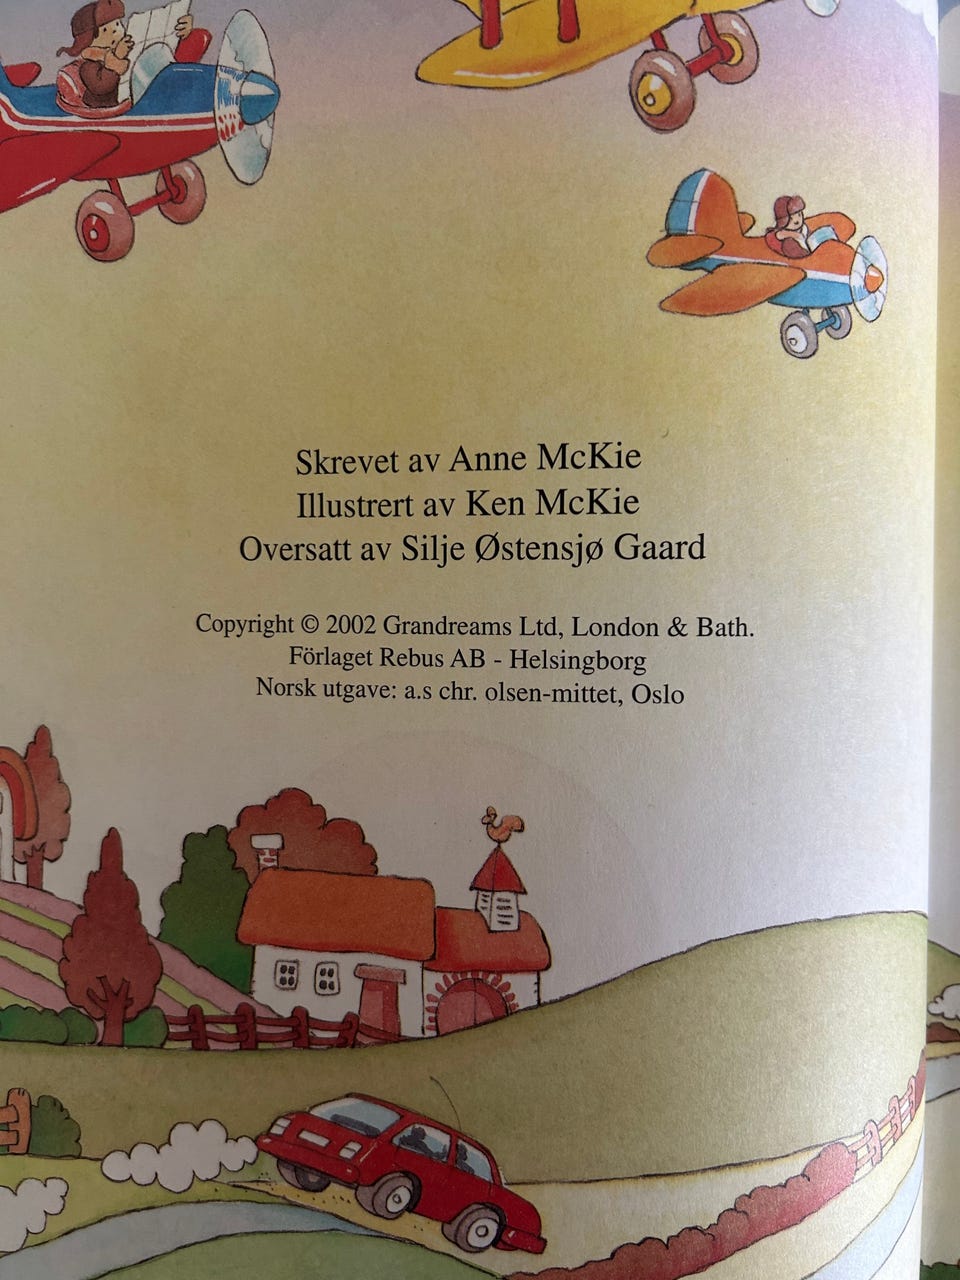 Skrevet av Anne McKie
Illustrert av Ken McKie
Oversatt av Silje Østensjø Gaard
Copyright © 2002 Grandreams Ltd, London & Bath.
Förlaget Rebus AB - Helsingborg
Norsk utgave: a.s chr. olsen-mittet, Oslo